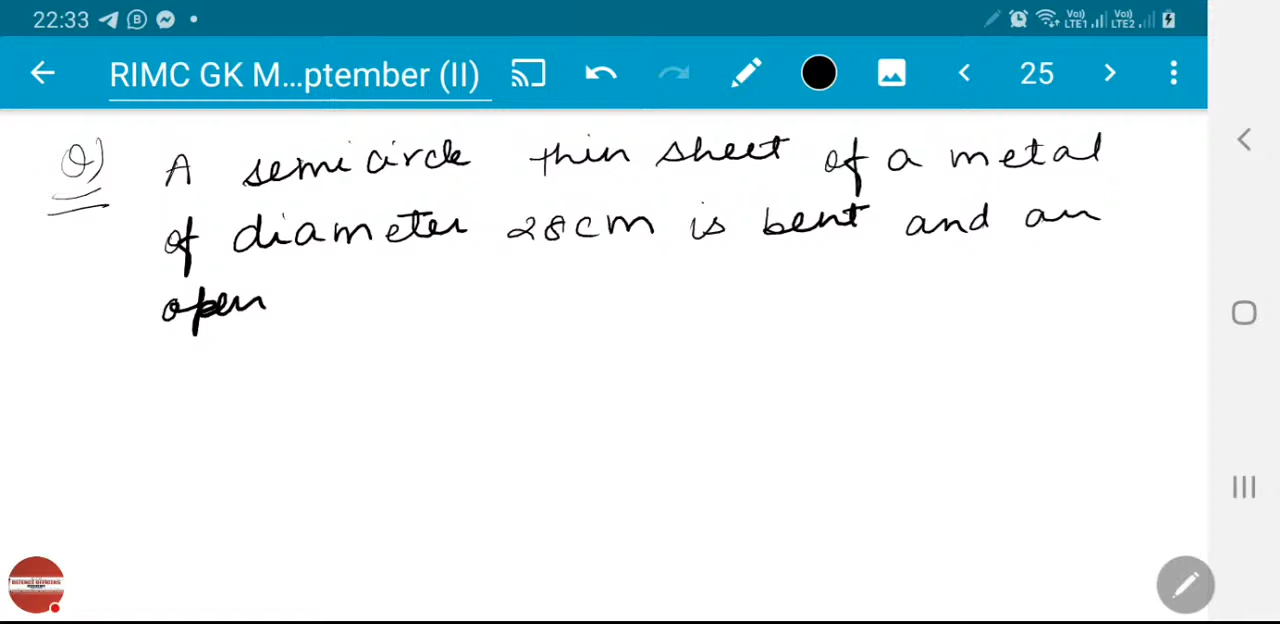 22:33
RIMC GK M...ptember (II)
25
Q) A semicircle thin sheet of a metal
of diameter 28cm is bent and an
open